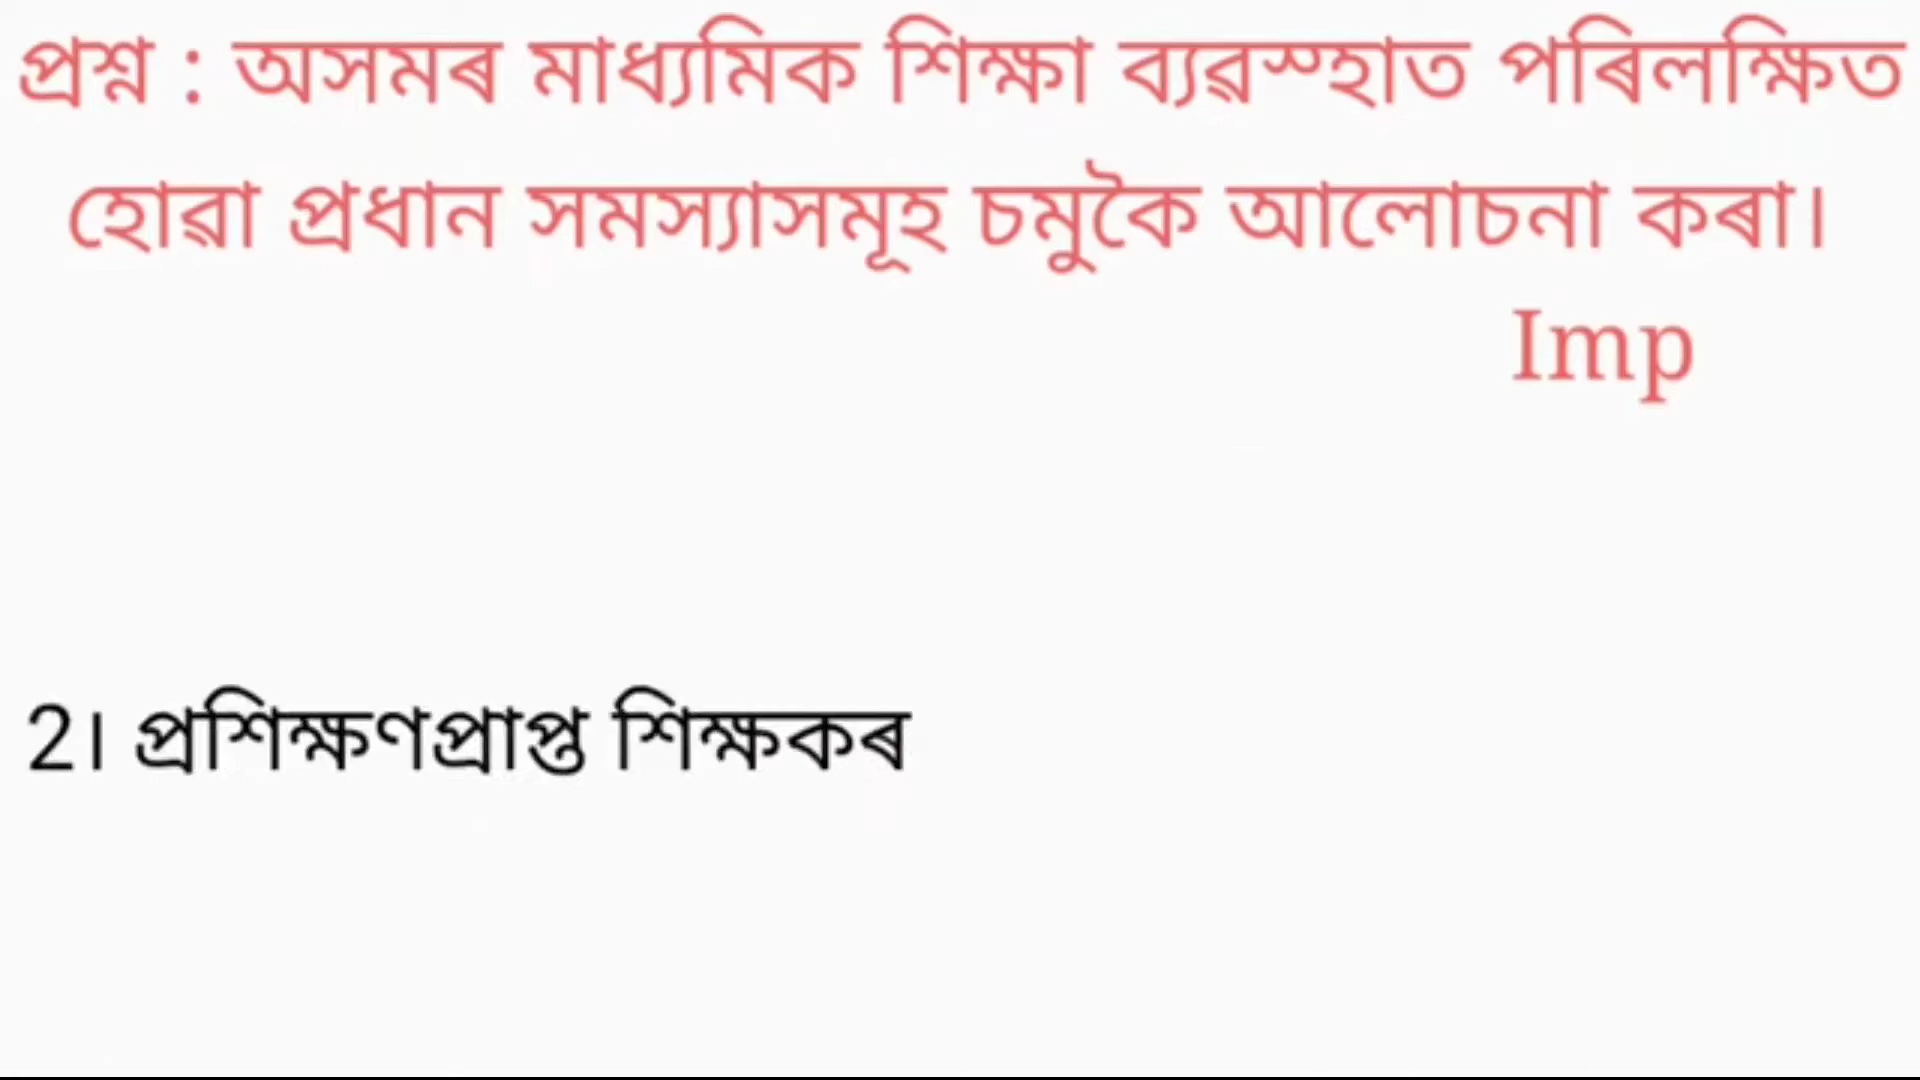 প্ৰশ্ন : অসমৰ মাধ্যমিক শিক্ষা ব্যৱস্হাত পৰিলক্ষিত
হোৱা প্ৰধান সমস্যাসমূহ চমুকৈ আলোচনা কৰা।
Imp
2। প্ৰশিক্ষণপ্ৰাপ্ত শিক্ষকৰ